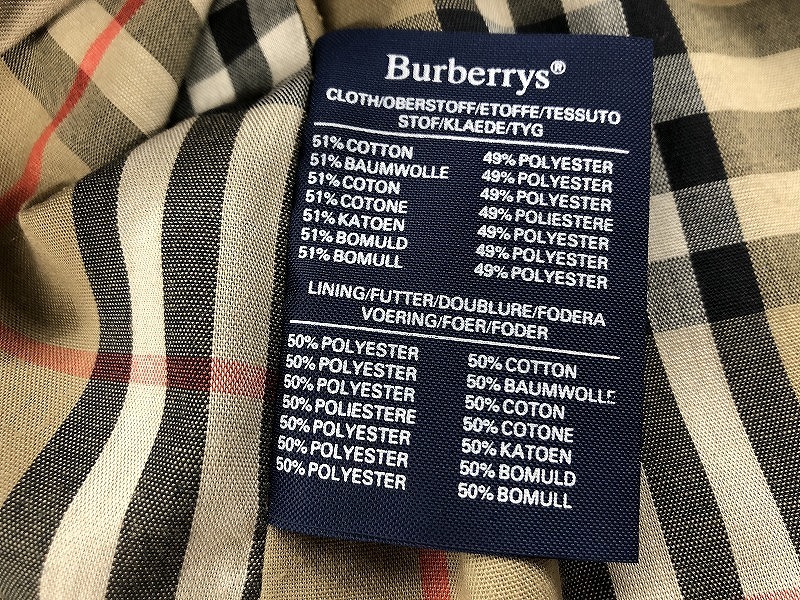 Burberrys®
CLOTH/OBERSTOFF/ETOFFE/TESSUTO
STOF/KLAEDE/TYG
51% COTTON 49% POLYESTER
51% BAUMWOLLE 49% POLYESTER
51% COTON 49% POLYESTER
51% COTONE 49% POLIESTERE
51% KATOEN 49% POLYESTER
51% BOMULD 49% POLYESTER
51% BOMULL 49% POLYESTER
LINING/FUTTER/DOUBLURE/FODERA
VOERING/FOER/FODER
50% POLYESTER 50% COTTON
50% POLYESTER 50% BAUMWOLLE
50% POLYESTER 50% COTON
50% POLIESTERE 50% COTONE
50% POLYESTER 50% KATOEN
50% POLYESTER 50% BOMULD
50% POLYESTER 50% BOMULL